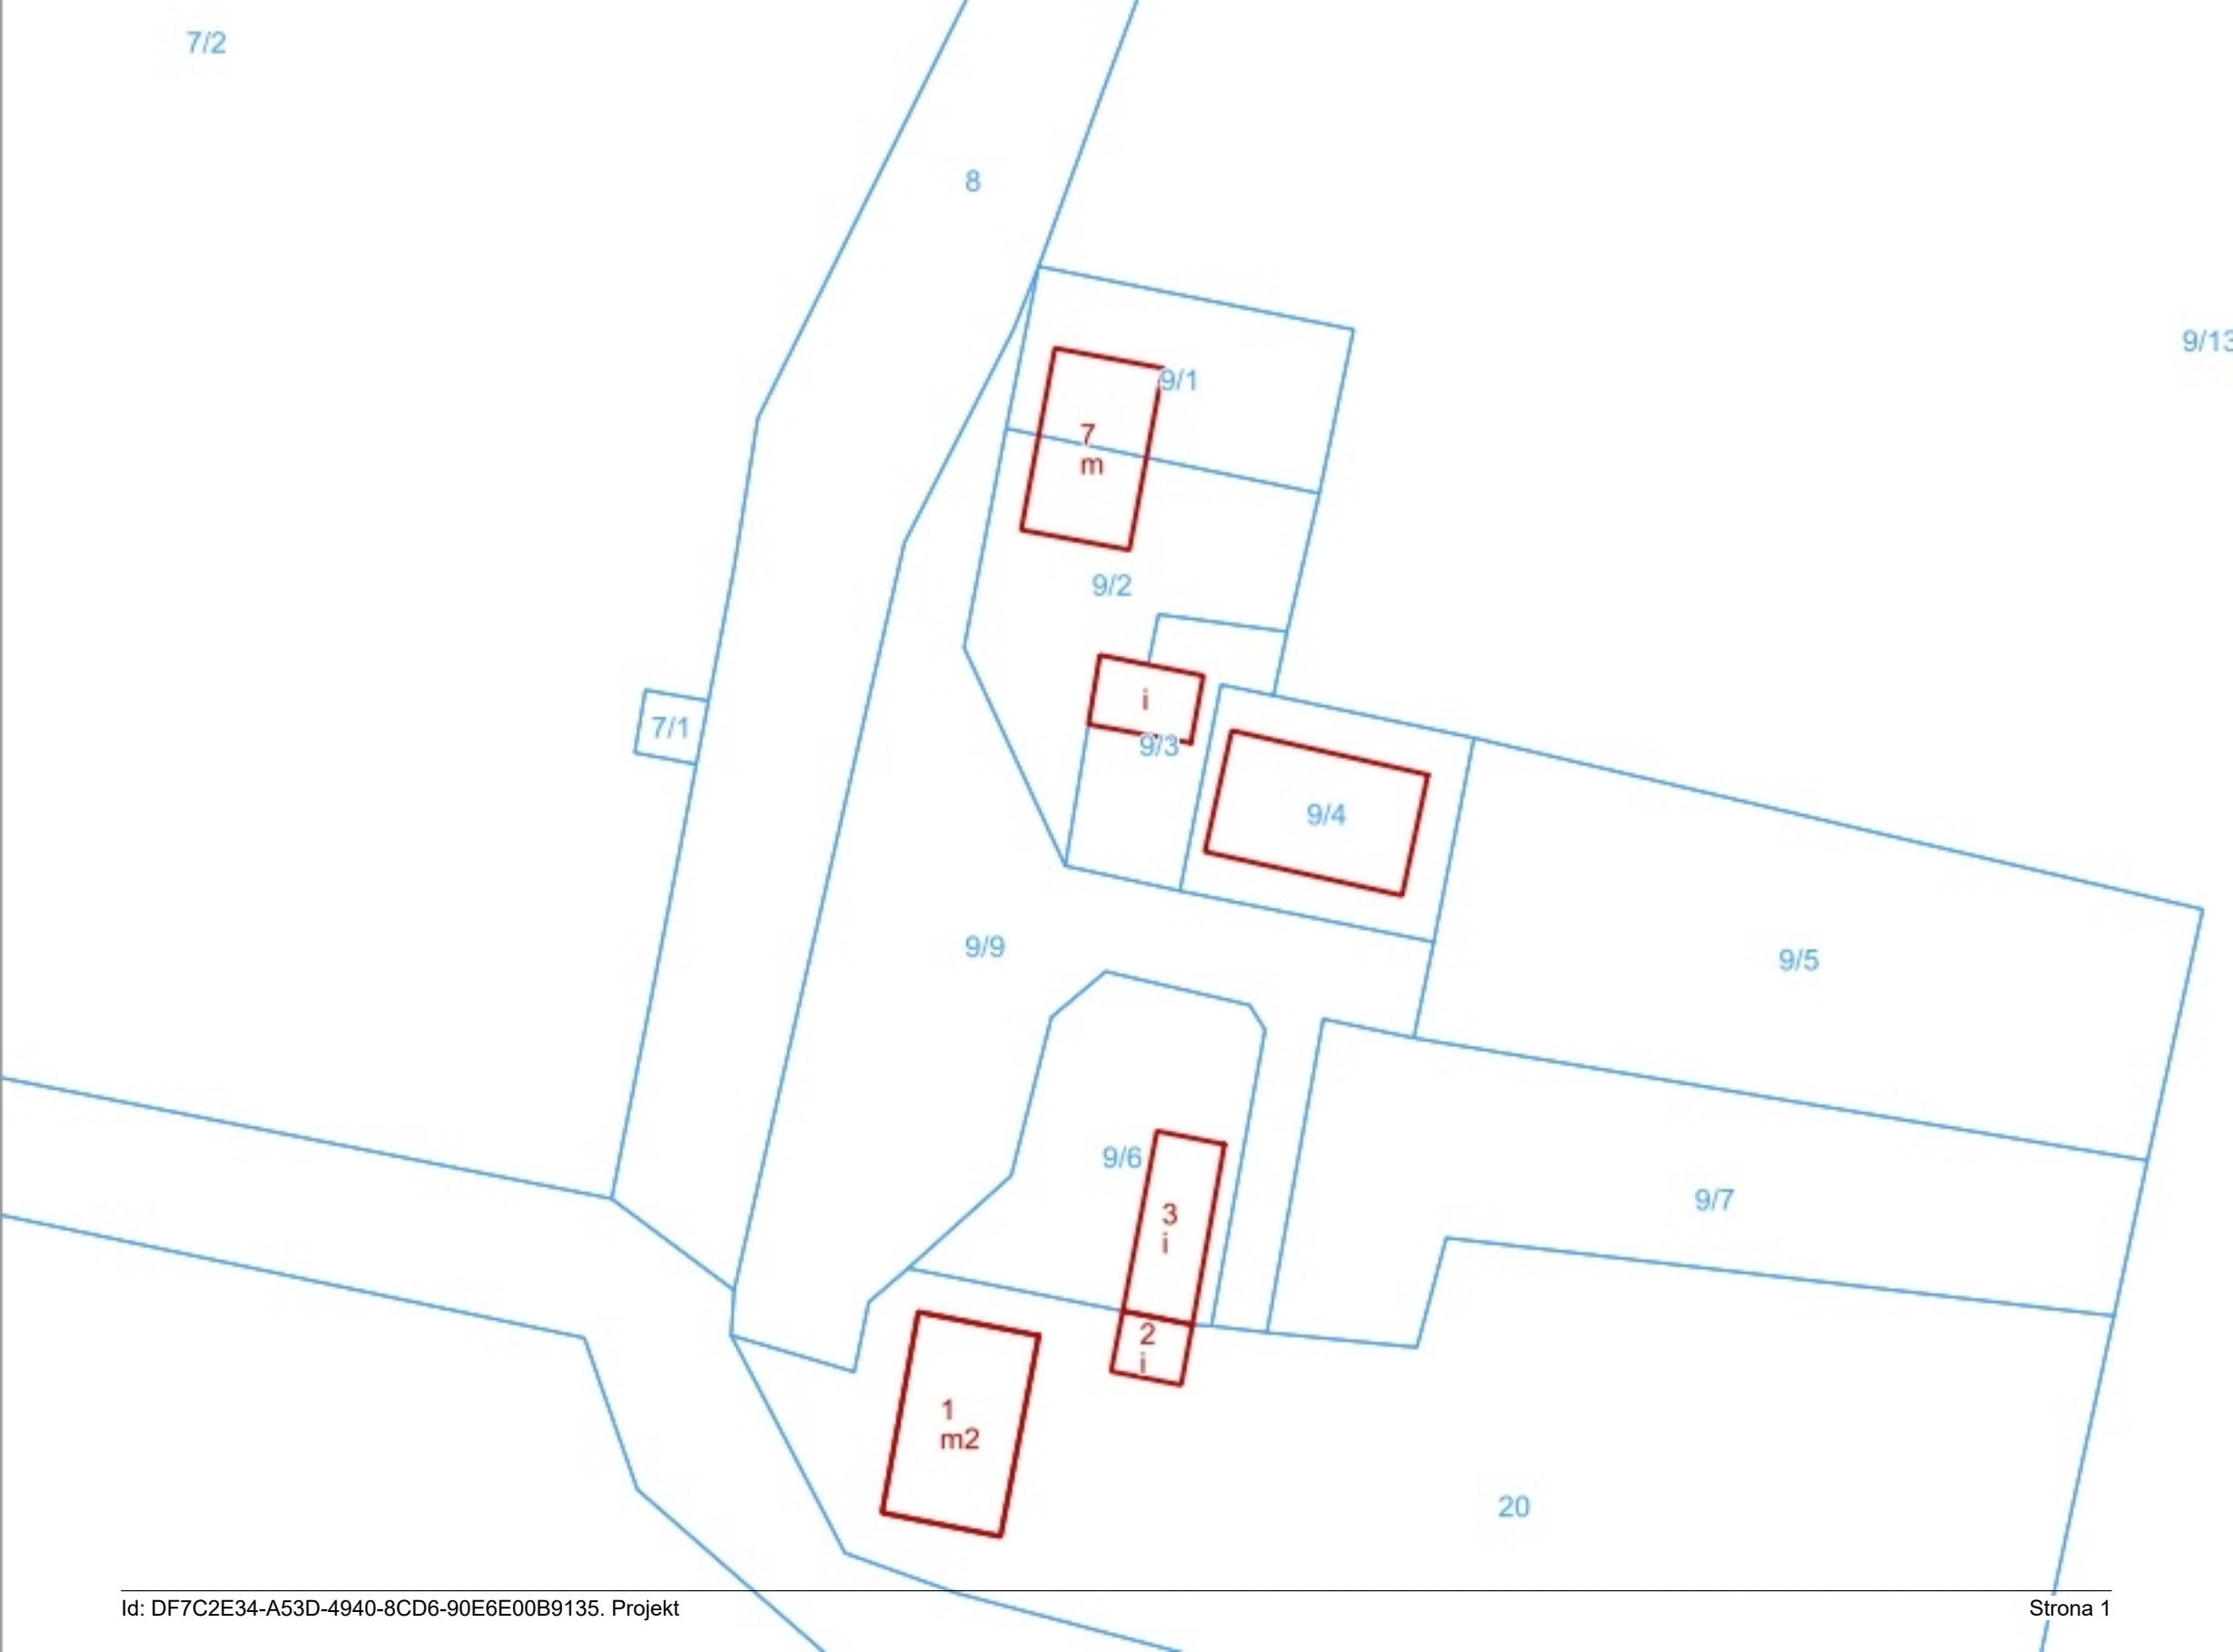 7/2
8
9/13
9/1
7
m
9/2
i
7/1
9/3
9/4
9/9
9/5
9/6
9/7
3
i
2
i
1
m2
20
Id: DF7C2E34-A53D-4940-8CD6-90E6E00B9135. Projekt
Strona 1